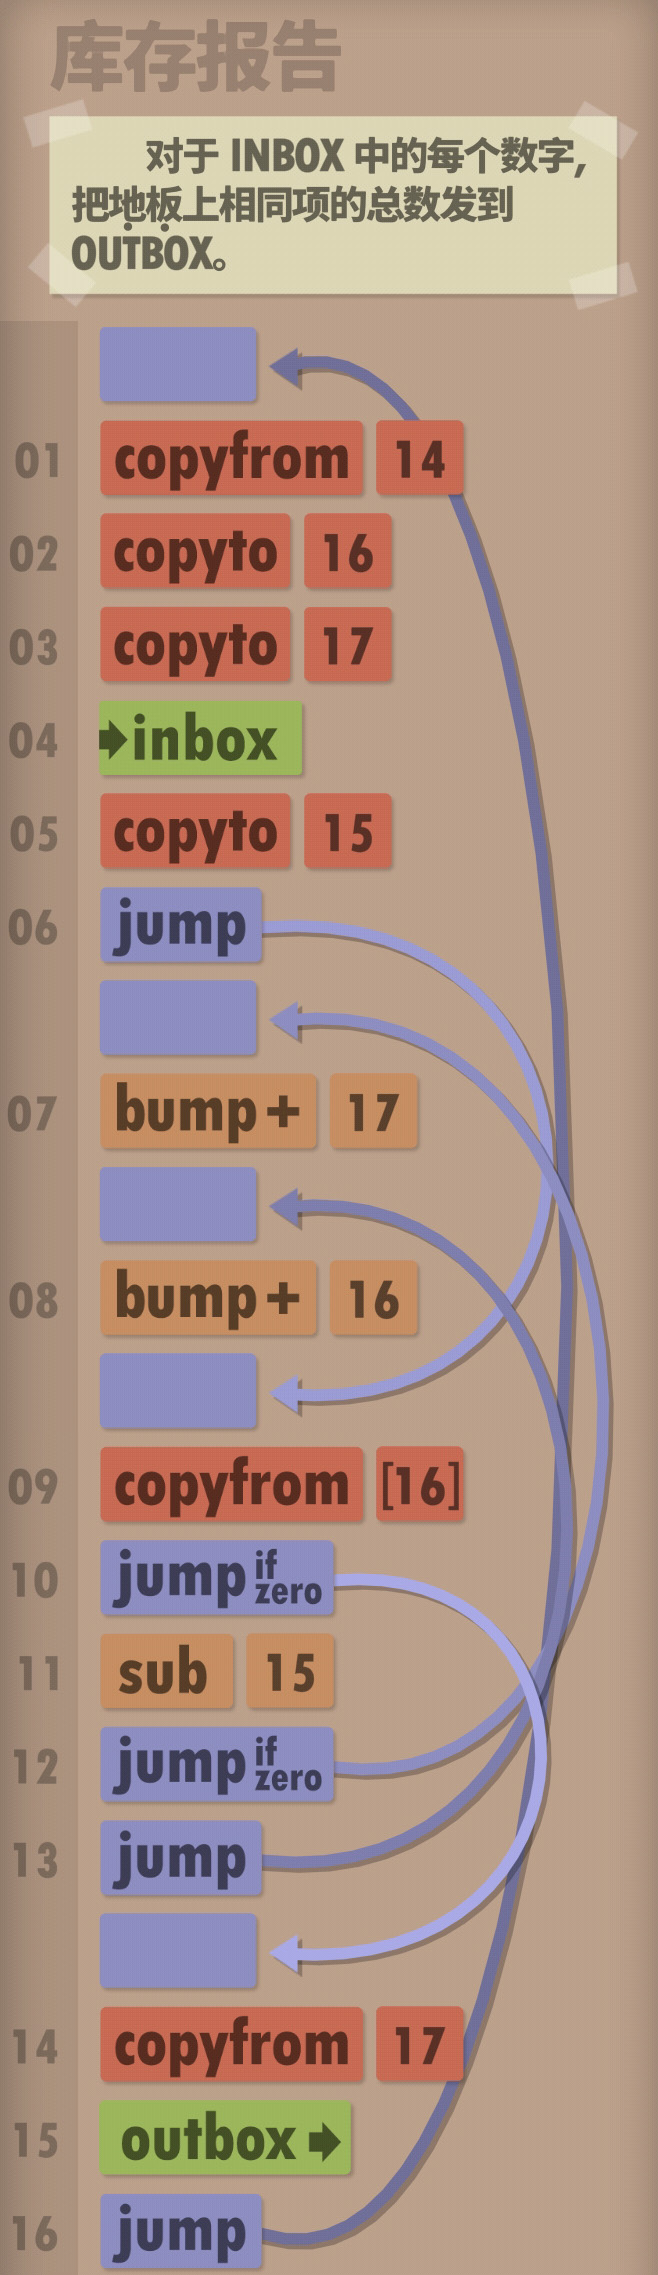 库存报告
对于 INBOX 中的每个数字,
把地板上相同项的总数发到
OUTBOX。
01 copyfrom 14
02 copyto 16
03 copyto 17
04 inbox
05 copyto 15
06 jump
07 bump+ 17
08 bump+ 16
09 copyfrom [16]
10 jump if zero
11 sub 15
12 jump if zero
13 jump
14 copyfrom 17
15 outbox
16 jump